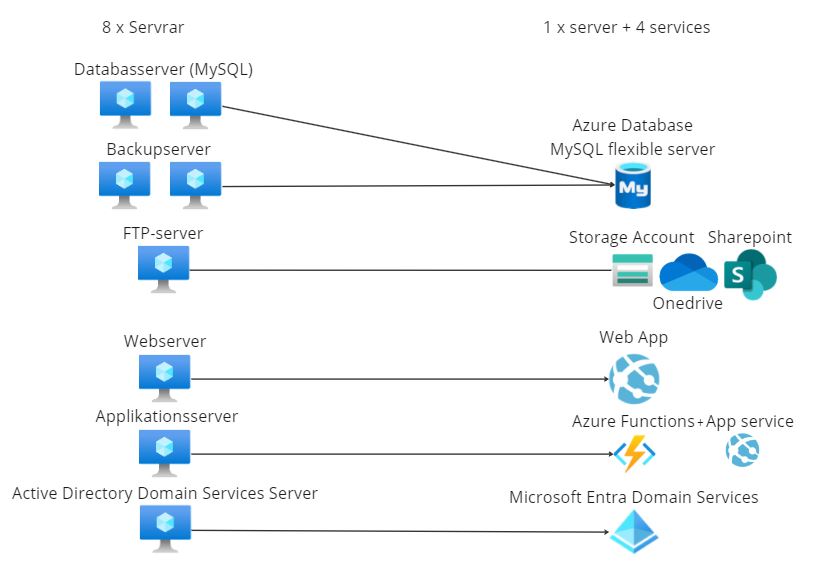 8 x Servrar
1 x server + 4 services
Databasserver (MySQL)
Azure Database
MySQL flexible server
My
Backupserver
FTP-server
Storage Account
Sharepoint
S
Onedrive
Webserver
Web App
Applikationsserver
Azure Functions + App service
Active Directory Domain Services Server
Microsoft Entra Domain Services